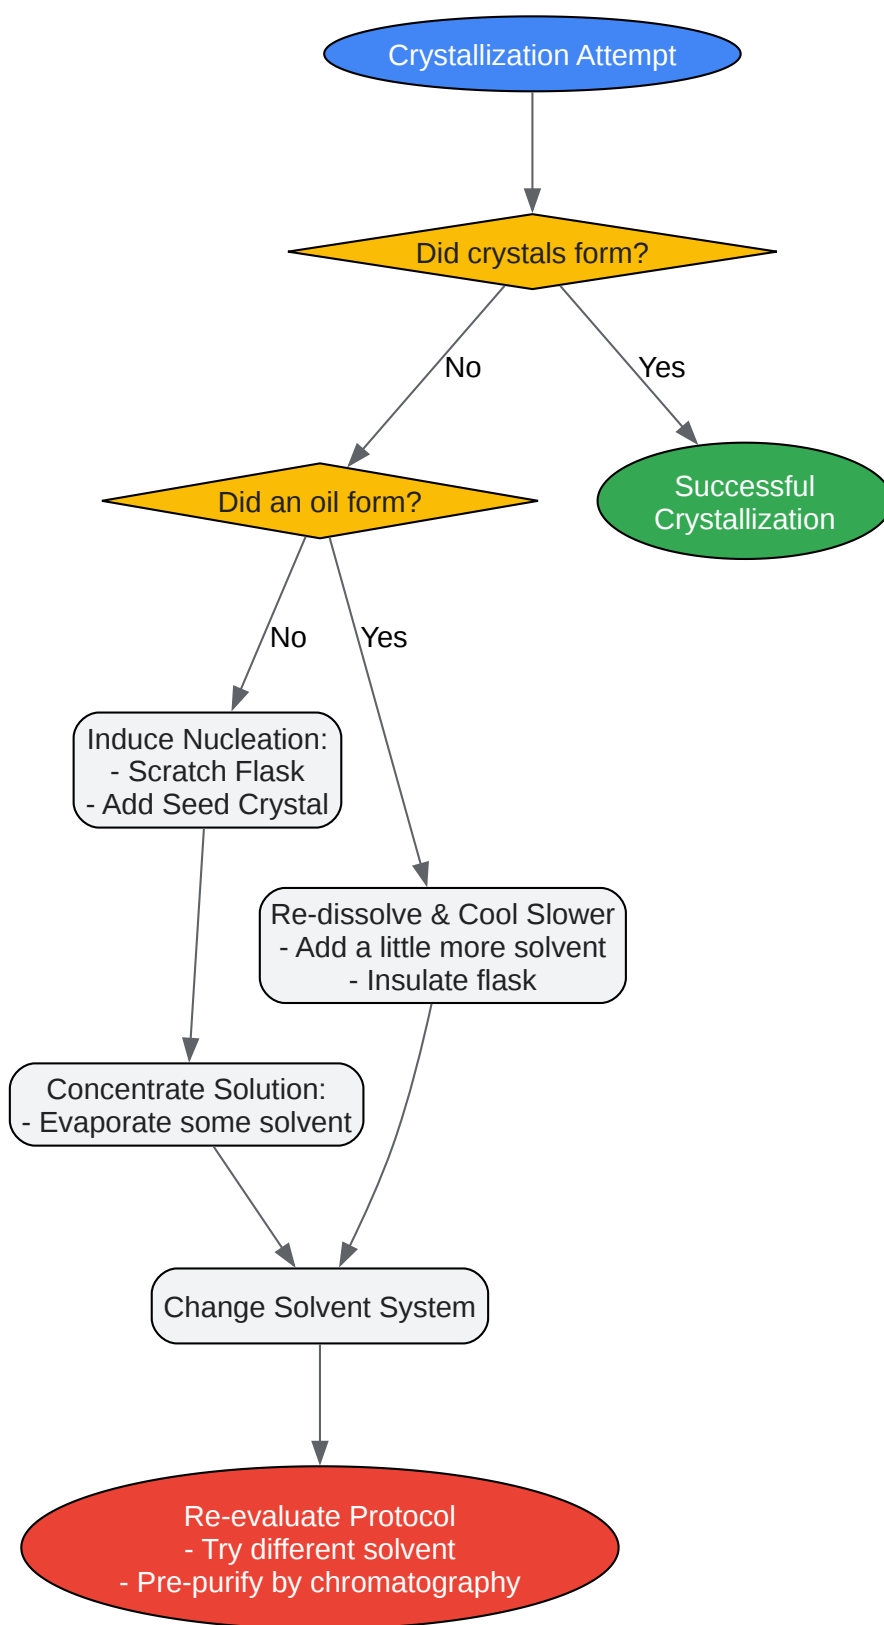 Crystallization Attempt
Did crystals form?
No
Yes
Did an oil form?
Successful
Crystallization
No
Yes
Induce Nucleation:
- Scratch Flask
- Add Seed Crystal
Re-dissolve & Cool Slower
- Add a little more solvent
- Insulate flask
Concentrate Solution:
- Evaporate some solvent
Change Solvent System
Re-evaluate Protocol
- Try different solvent
- Pre-purify by chromatography